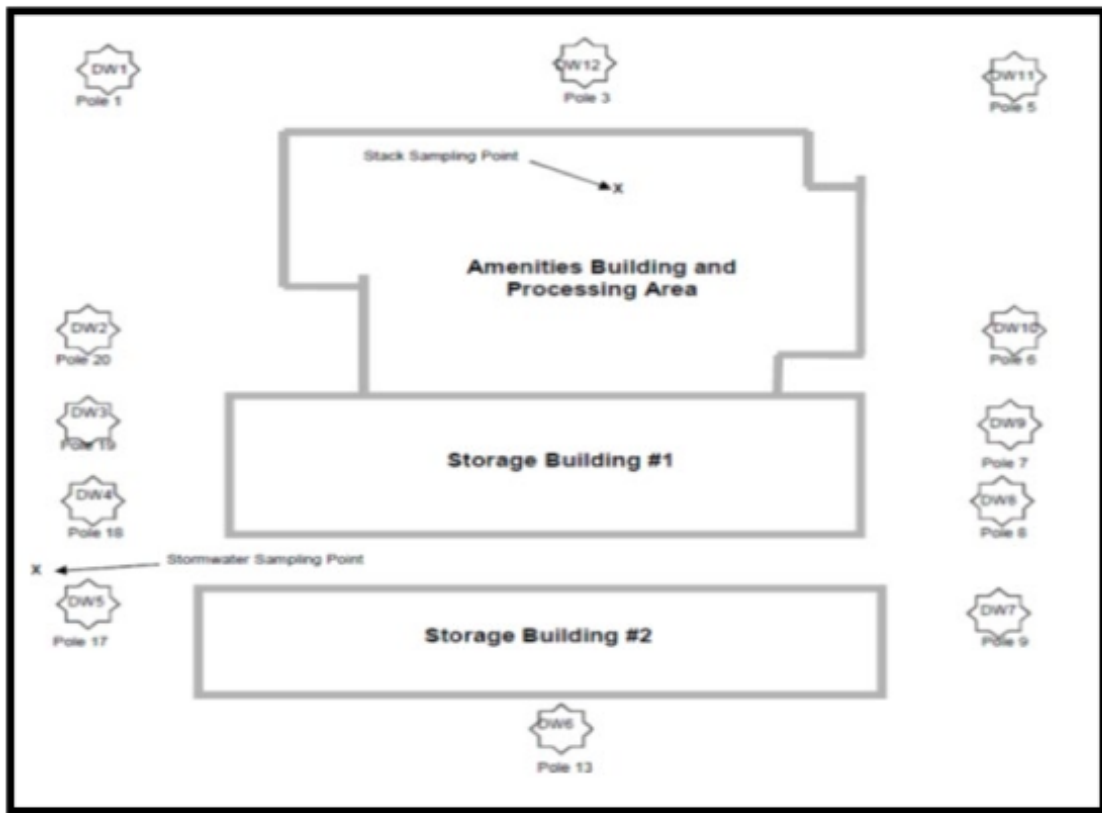 DW1
Pole 1
DW12
Pole 3
DW11
Pole 5
Stack Sampling Point
X
Amenities Building and
Processing Area
DW2
Pole 20
DW10
Pole 6
DW3
Pole 19
DW9
Pole 7
Storage Building #1
DW4
Pole 18
DW8
Pole 8
Stormwater Sampling Point
X
DW5
Pole 17
Storage Building #2
DW7
Pole 9
DW6
Pole 13